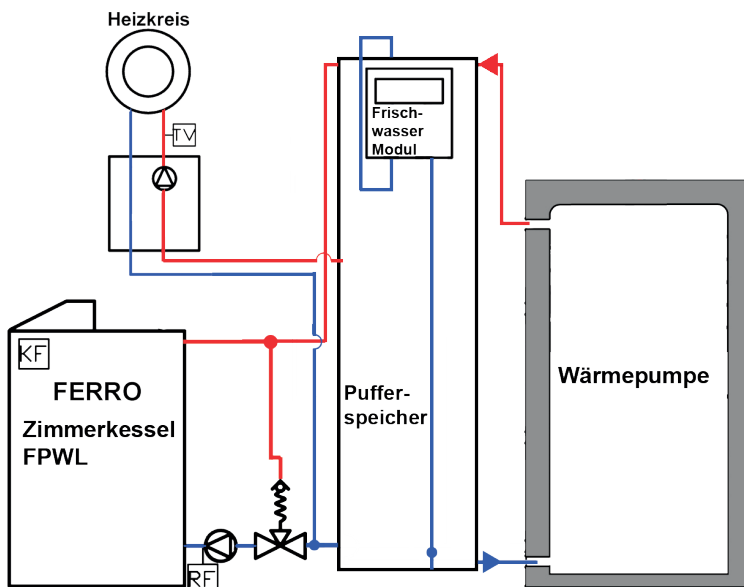 Heizkreis
TV
Frisch-
wasser
Modul
KF
FERRO
Zimmerkessel
FPWL
Puffer-
speicher
Wärmepumpe
RF